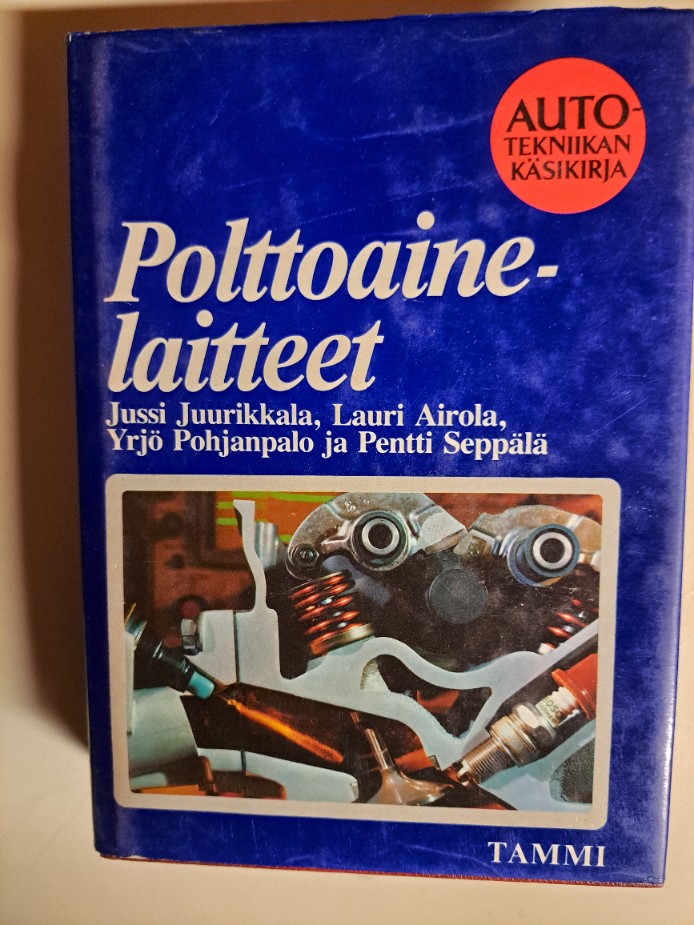 AUTO-
TEKNIIKAN
KÄSIKIRJA
Polttoaine-
laitteet
Jussi Juurikkala, Lauri Airola,
Yrjö Pohjanpalo ja Pentti Seppälä
TAMMI